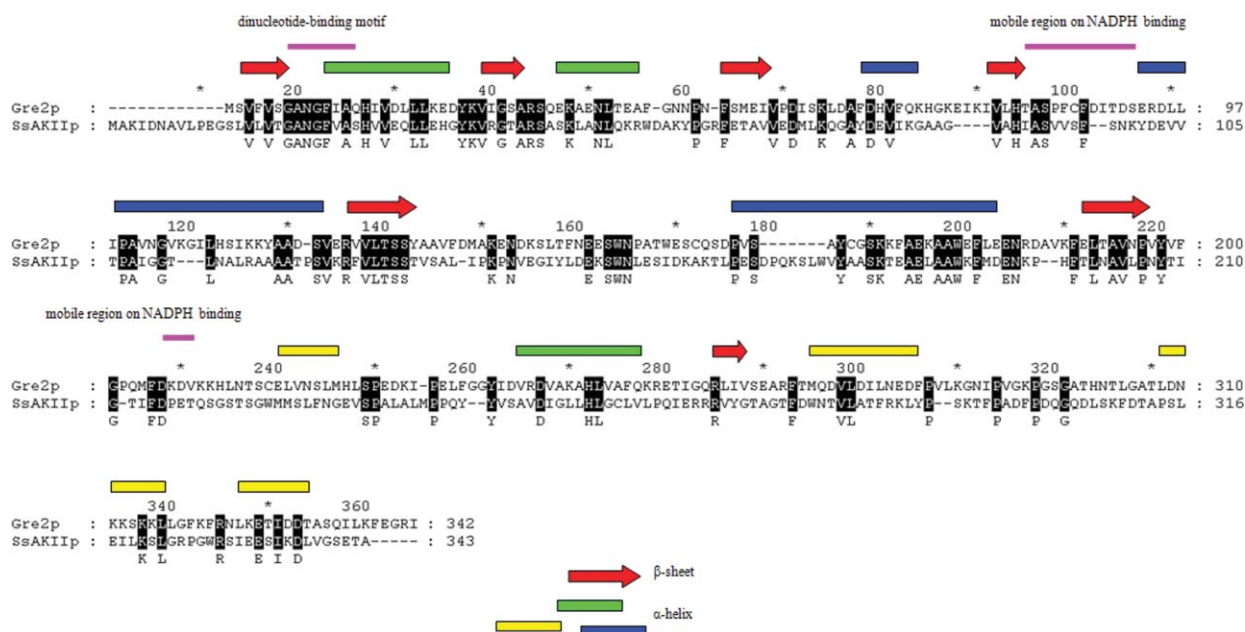 dinucleotide-binding motif mobile region on NADPH binding
* 20 * 40 * 60 * 80 * 100 *
Gre2p : ------------MSVFVSGANGFIAQHIVDLLLKEDYKVIGSARSQEKAENLTEAF-GNNPN-FSMEIVPDISKLDAFDHVFQKHGKEIKIVLHTASPFCFDITDSERDLL 97
SsAKIIp : MAKIDNAVLPEGSLVLVTGANGFVASHVVEQLLEHGYKVRGTARSASKLANLQKRWDAKYPGRFETAVVEDMLKQGAYDEVIKGAAG----VAHIASVVSF--SNKYDEVV 105
V V GANGF A H V LL YKV G ARS K NL P F V D K A D V V H AS F
120 * 140 * 160 * 180 * 200 * 220
Gre2p : IPAVNGVKGILHSIKKYAAD-SVERVVLTSSYAAVFDMAKENDKSLTFNEESWNPATWESCQSDPVS-------AYCGSKKFAEKAAWEFLEENRDAVKFELTAVNPVYVF 200
SsAKIIp : TPAIGGT---LNALRAAAATPSVKRFVLTSSTVSAL-IPKPNVEGIYLDEKSWNLESIDKAKTLPESDPQKSLWVYAASKTEAELAAWKFMDENKP--HFTLNAVLPNYTI 210
PA G L A SV R VLTSS K N E SWN P S Y SK AE AAW F EN F L AV P Y
mobile region on NADPH binding
* 240 * 260 * 280 * 300 * 320 *
Gre2p : GPQMFDKDVKKHLNTSCELVNSLMHLSPEDKI-PELFGGYIDVRDVAKAHLVAFQKRETIGQRLIVSEARFTMQDVLDILNEDFPVLKGNIPVGKPGSGATHNTLGATLDN 310
SsAKIIp : G-TIFDPETQSGSTSGWMMSLFNGEVSPALALMPPQYY--YVSAVDIGLLHLGCLVLPQIERRRVYGTAGTFDWNTVLATFRKLYP--SKTFPADFPDQGQDLSKFDTAPSL 316
G FD SP P Y D HL R F VL P P P G
340 * 360
Gre2p : KKSKKLLGFKFRNLKETIDDTASQILKFEGRI : 342
SsAKIIp : EILKSLGRPGWRSIEESIKDLVGSETA----- : 343
K L R E I D
β-sheet
α-helix